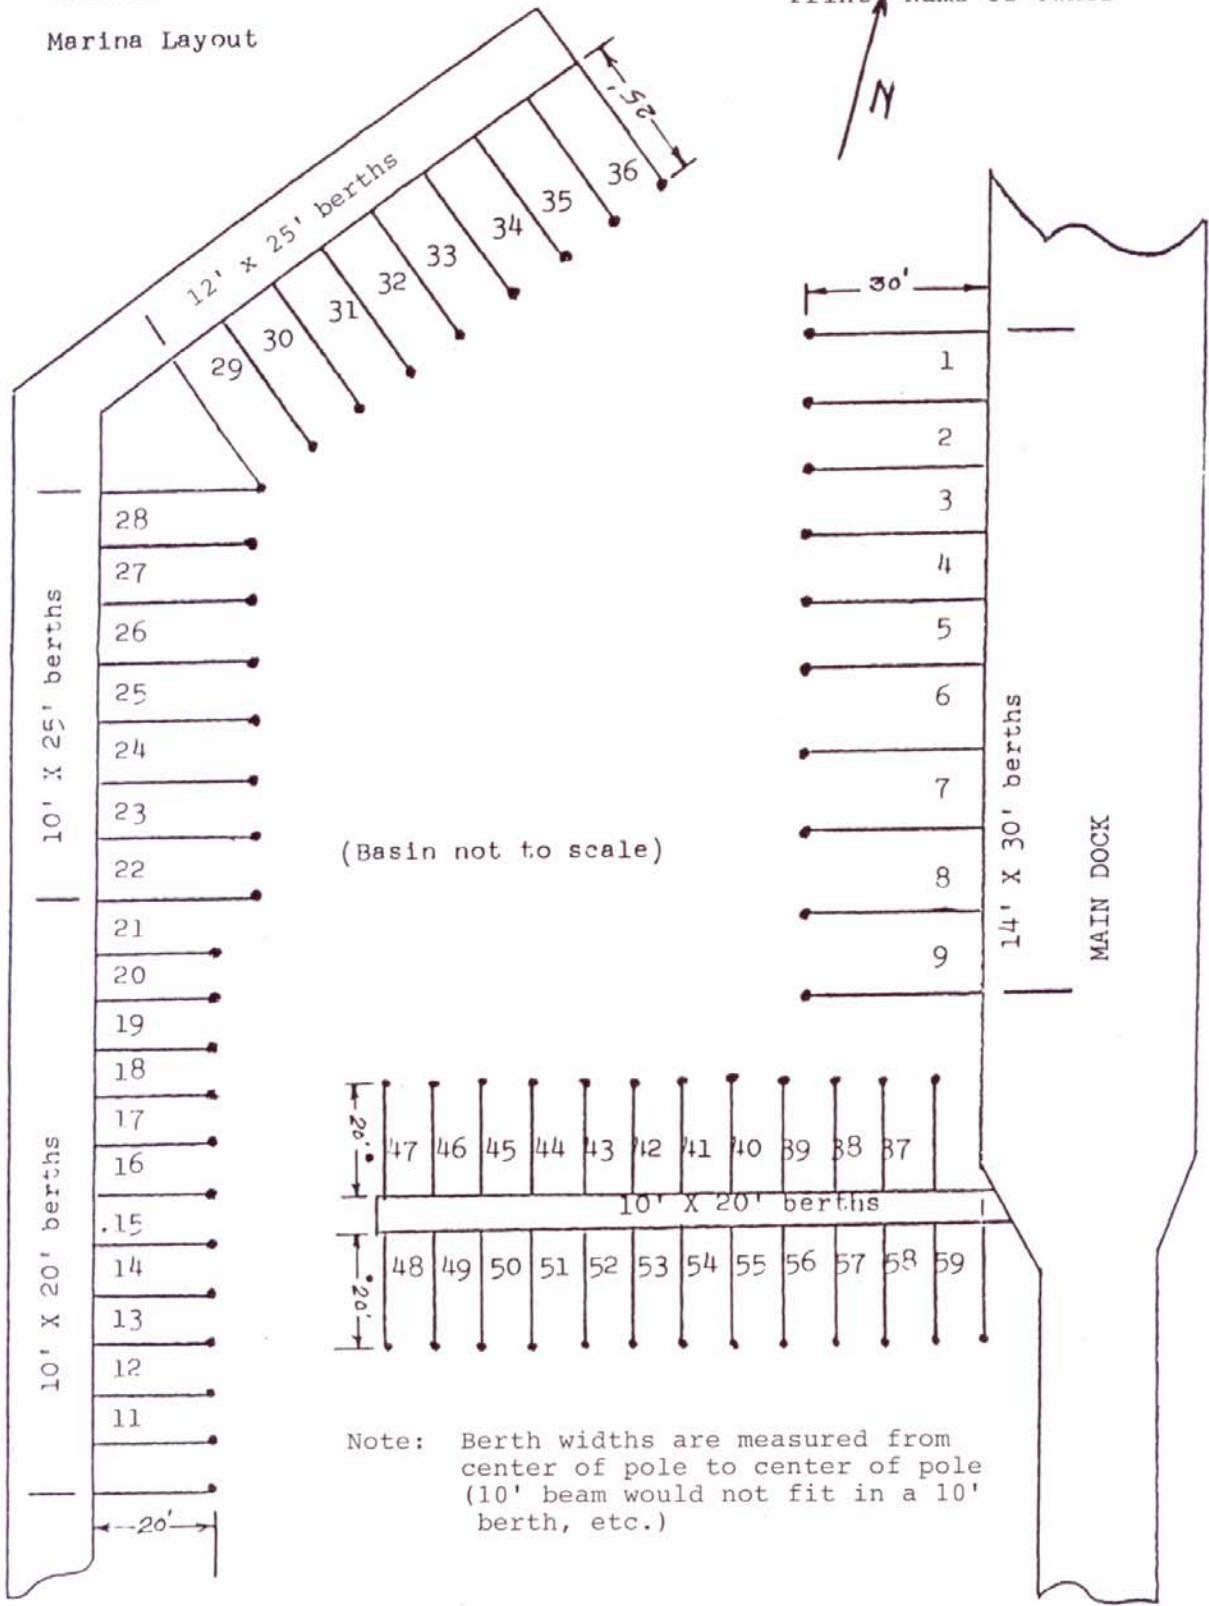 Marina Layout
Name of
N
25'
12' X 25' berths
36
35
34
33
32
31
30
29
30'
1
2
3
4
5
6
7
8
9
14' X 30' berths
MAIN DOCK
28
27
26
25
24
23
22
10' X 25' berths
21
20
19
18
17
16
.15
14
13
12
11
10' X 20' berths
20'
(Basin not to scale)
20'
47 46 45 44 43 42 41 40 39 38 37
10' X 20' berths
48 49 50 51 52 53 54 55 56 57 58 59
20'
Note: Berth widths are measured from
center of pole to center of pole
(10' beam would not fit in a 10'
berth, etc.)